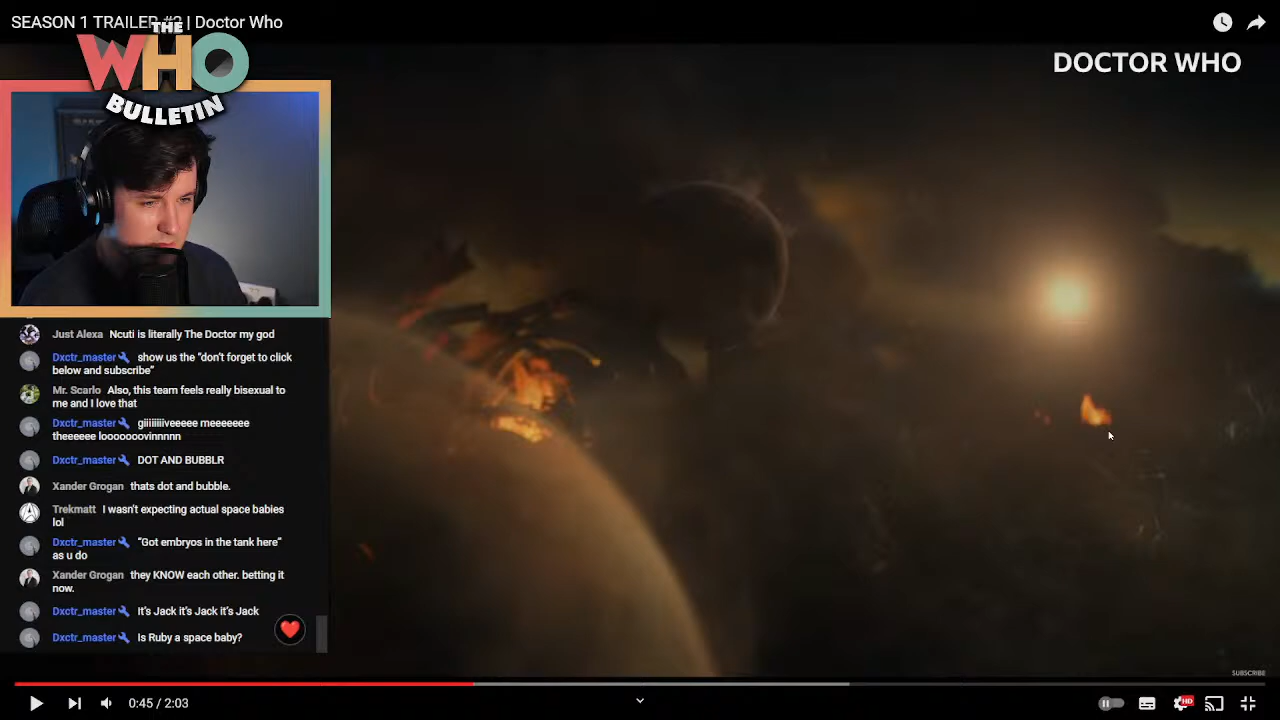 SEASON 1 TRAILER #2 | Doctor Who
THE
WHO
BULLETIN
DOCTOR WHO
Just Alexa Ncuti is literally The Doctor my god
Dxctr_master show us the “don’t forget to click
below and subscribe”
Mr. Scarlo Also, this team feels really bisexual to
me and I love that
Dxctr_master giiiiiiiveeeee meeeeeee
theeeeee looooooovinnnnn
Dxctr_master DOT AND BUBBLR
Xander Grogan thats dot and bubble.
Trekmatt I wasn’t expecting actual space babies
lol
Dxctr_master “Got embryos in the tank here”
as u do
Xander Grogan they KNOW each other. betting it
now.
Dxctr_master It’s Jack it’s Jack it’s Jack
Dxctr_master Is Ruby a space baby?
SUBSCRIBE
0:45 / 2:03
HD